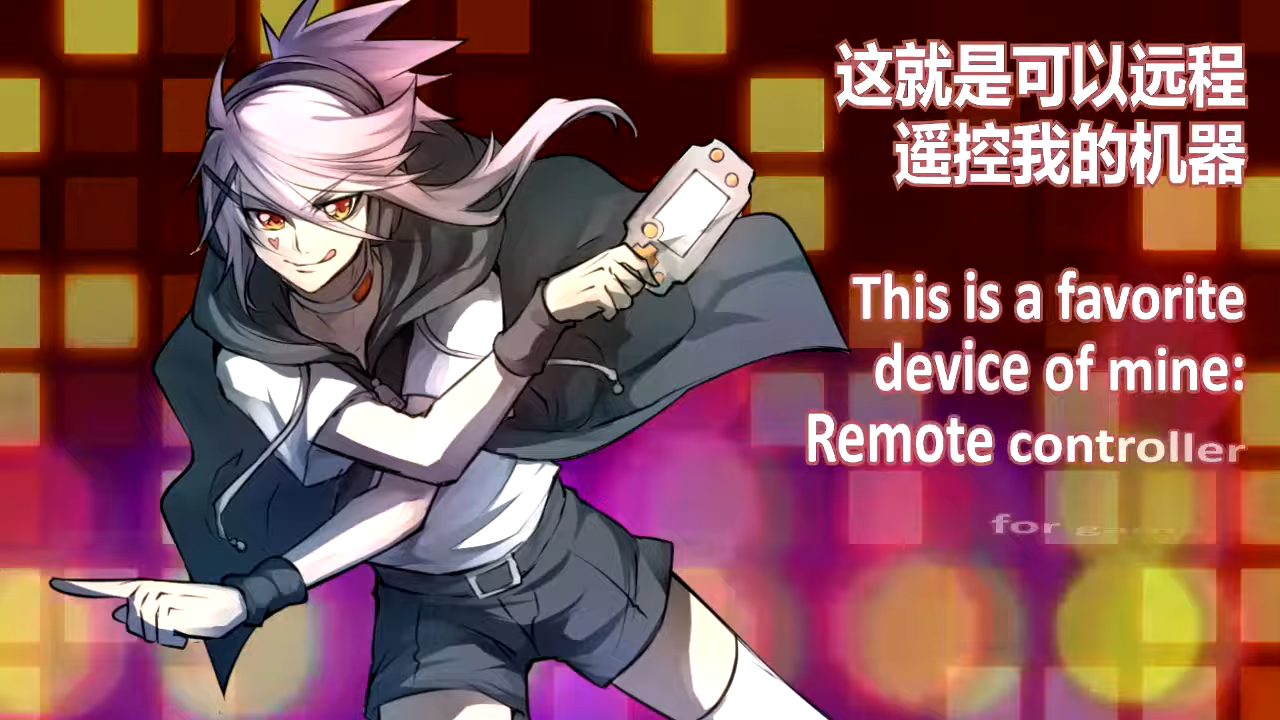 这就是可以远程
遥控我的机器
This is a favorite
device of mine:
Remote controller
for